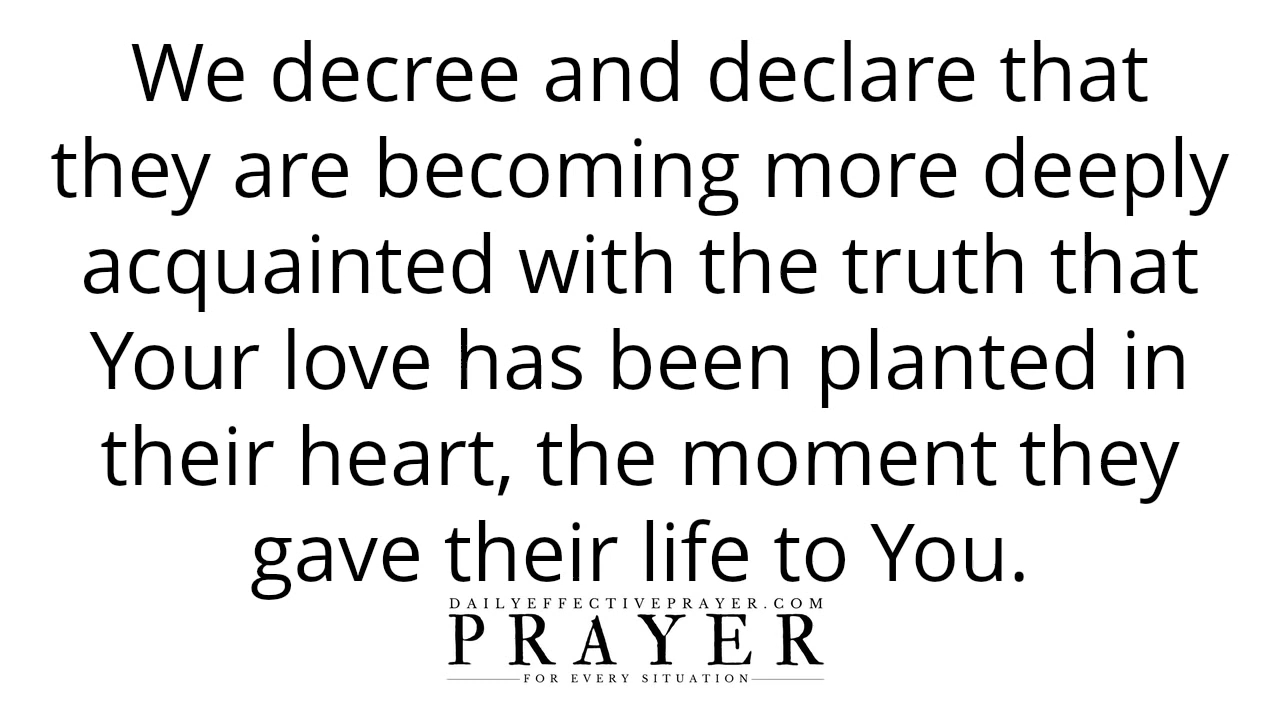 We decree and declare that
they are becoming more deeply
acquainted with the truth that
Your love has been planted in
their heart, the moment they
gave their life to You.
DAILYEFFECTIVEPRAYER.COM
PRAYER
FOR EVERY SITUATION